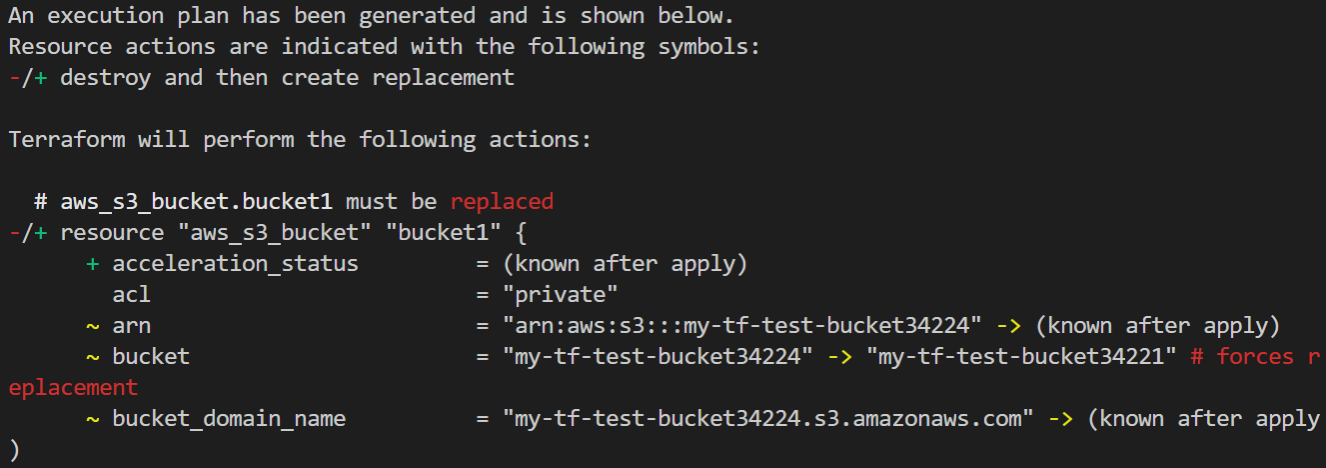 An execution plan has been generated and is shown below.
Resource actions are indicated with the following symbols:
-/+ destroy and then create replacement

Terraform will perform the following actions:

  # aws_s3_bucket.bucket1 must be replaced
-/+ resource "aws_s3_bucket" "bucket1" {
      + acceleration_status         = (known after apply)
        acl                         = "private"
      ~ arn                         = "arn:aws:s3:::my-tf-test-bucket34224" -> (known after apply)
      ~ bucket                      = "my-tf-test-bucket34224" -> "my-tf-test-bucket34221" # forces r
eplacement
      ~ bucket_domain_name          = "my-tf-test-bucket34224.s3.amazonaws.com" -> (known after apply
)